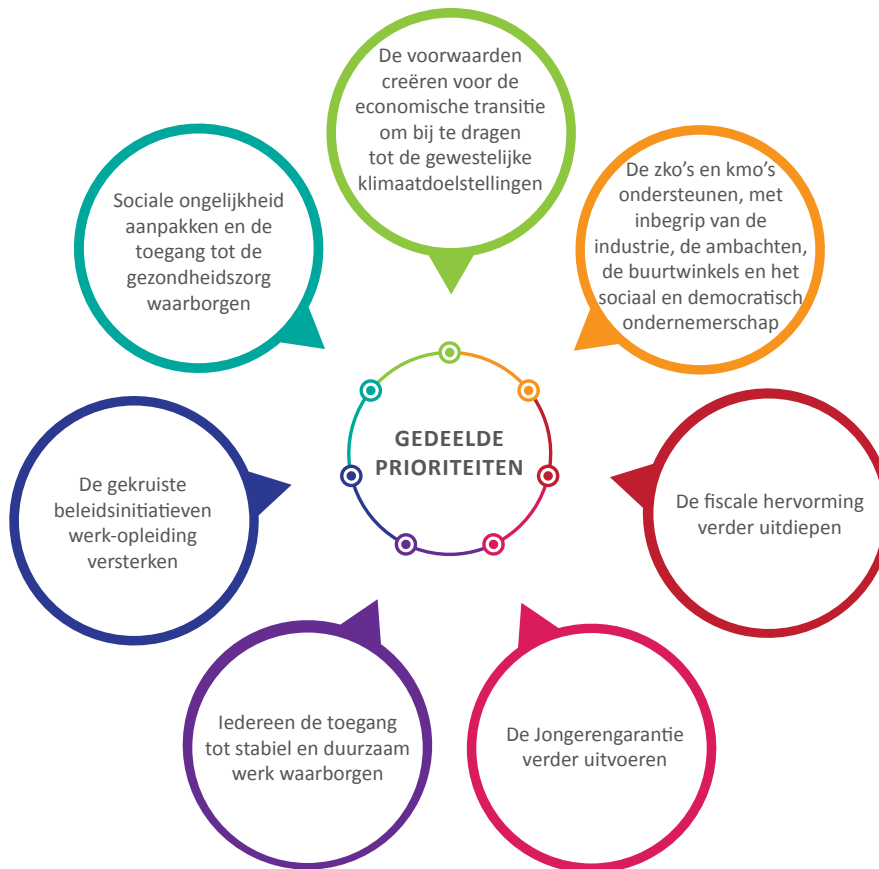 De voorwaarden
creëren voor de
economische transitie
om bij te dragen
tot de gewestelijke
klimaatdoelstellingen
De zko's en kmo's
ondersteunen, met
inbegrip van de
industrie, de ambachten,
de buurtwinkels en het
sociaal en democratisch
ondernemerschap
De fiscale hervorming
verder uitdiepen
De Jongerengarantie
verder uitvoeren
Iedereen de toegang
tot stabiel en duurzaam
werk waarborgen
De gekruiste
beleidsinitiatieven
werk-opleiding
versterken
Sociale ongelijkheid
aanpakken en de
toegang tot de
gezondheidszorg
waarborgen
GEDEELDE
PRIORITEITEN